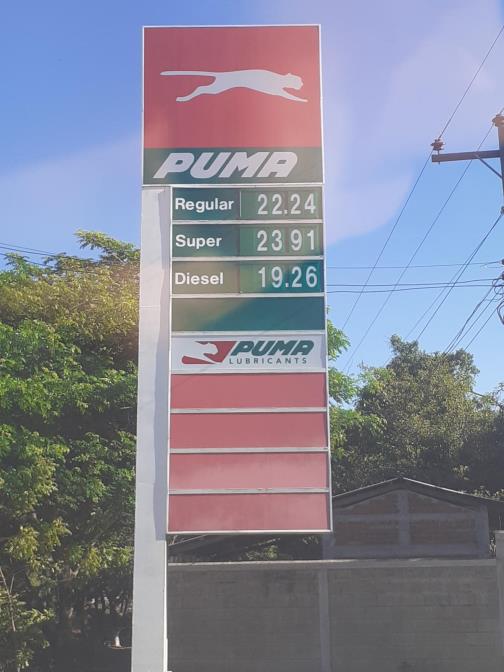 PUMA
Regular 22.24
Super 23.91
Diesel 19.26
PUMA
LUBRICANTS